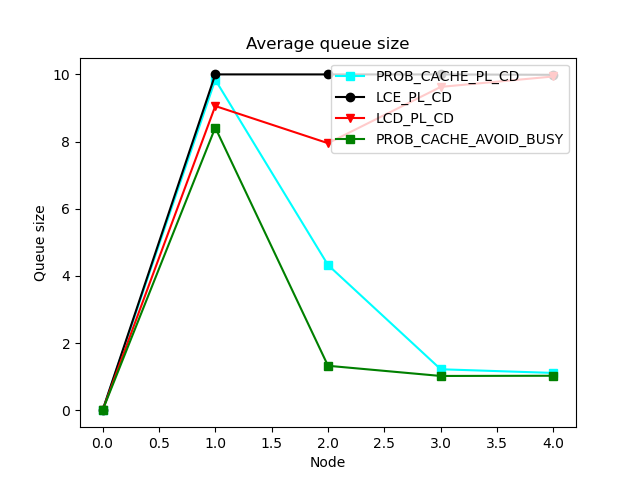 Average queue size
PROB_CACHE_PL_CD
LCE_PL_CD
LCD_PL_CD
PROB_CACHE_AVOID_BUSY
Queue size
10
8
6
4
2
0
0.0 0.5 1.0 1.5 2.0 2.5 3.0 3.5 4.0
Node